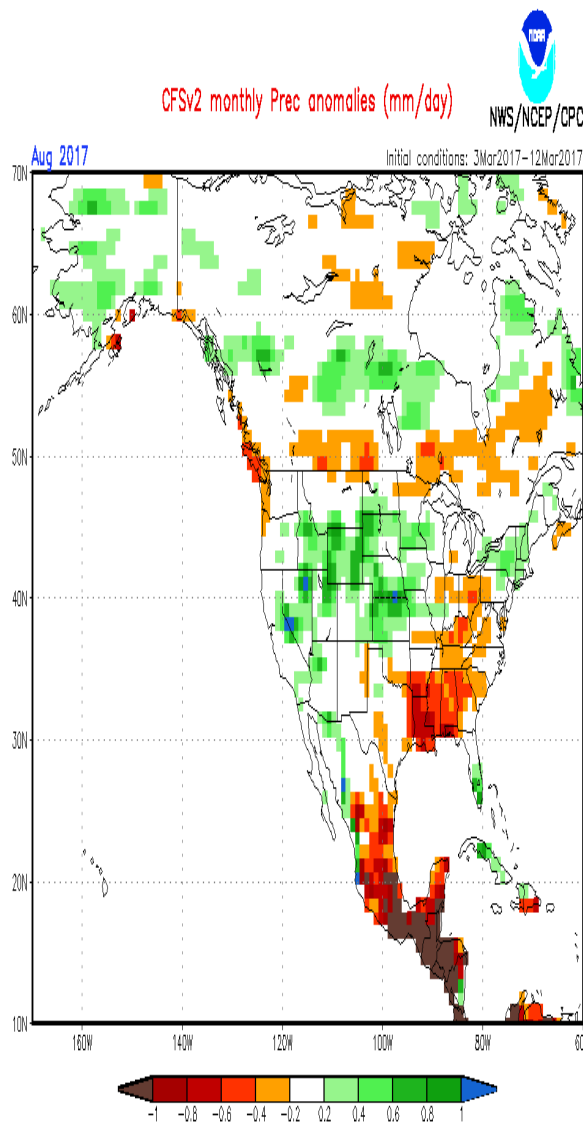 NOAA
CFSv2 monthly Prec anomalies (mm/day)
NWS/NCEP/CPC
Aug 2017
Initial conditions: 3Mar2017-12Mar2017
70N
60N
50N
40N
30N
20N
10N
160W 140W 120W 100W 80W 60
-1 -0.8 -0.6 -0.4 -0.2 0.2 0.4 0.6 0.8 1